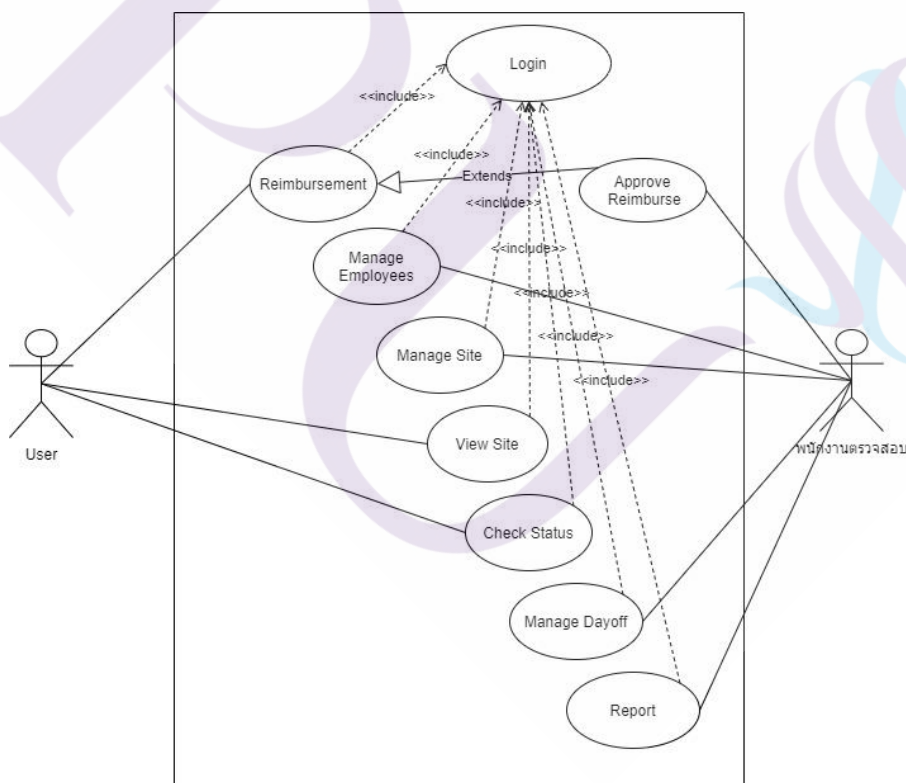 Login
<<include>>
<<include>>
Reimbursement
Extends
Approve
Reimburse
<<include>>
Manage
Employees
<<include>>
<<include>>
Manage Site
<<include>>
<<include>>
View Site
User
พนักงานตรวจสอบ
Check Status
Manage Dayoff
Report